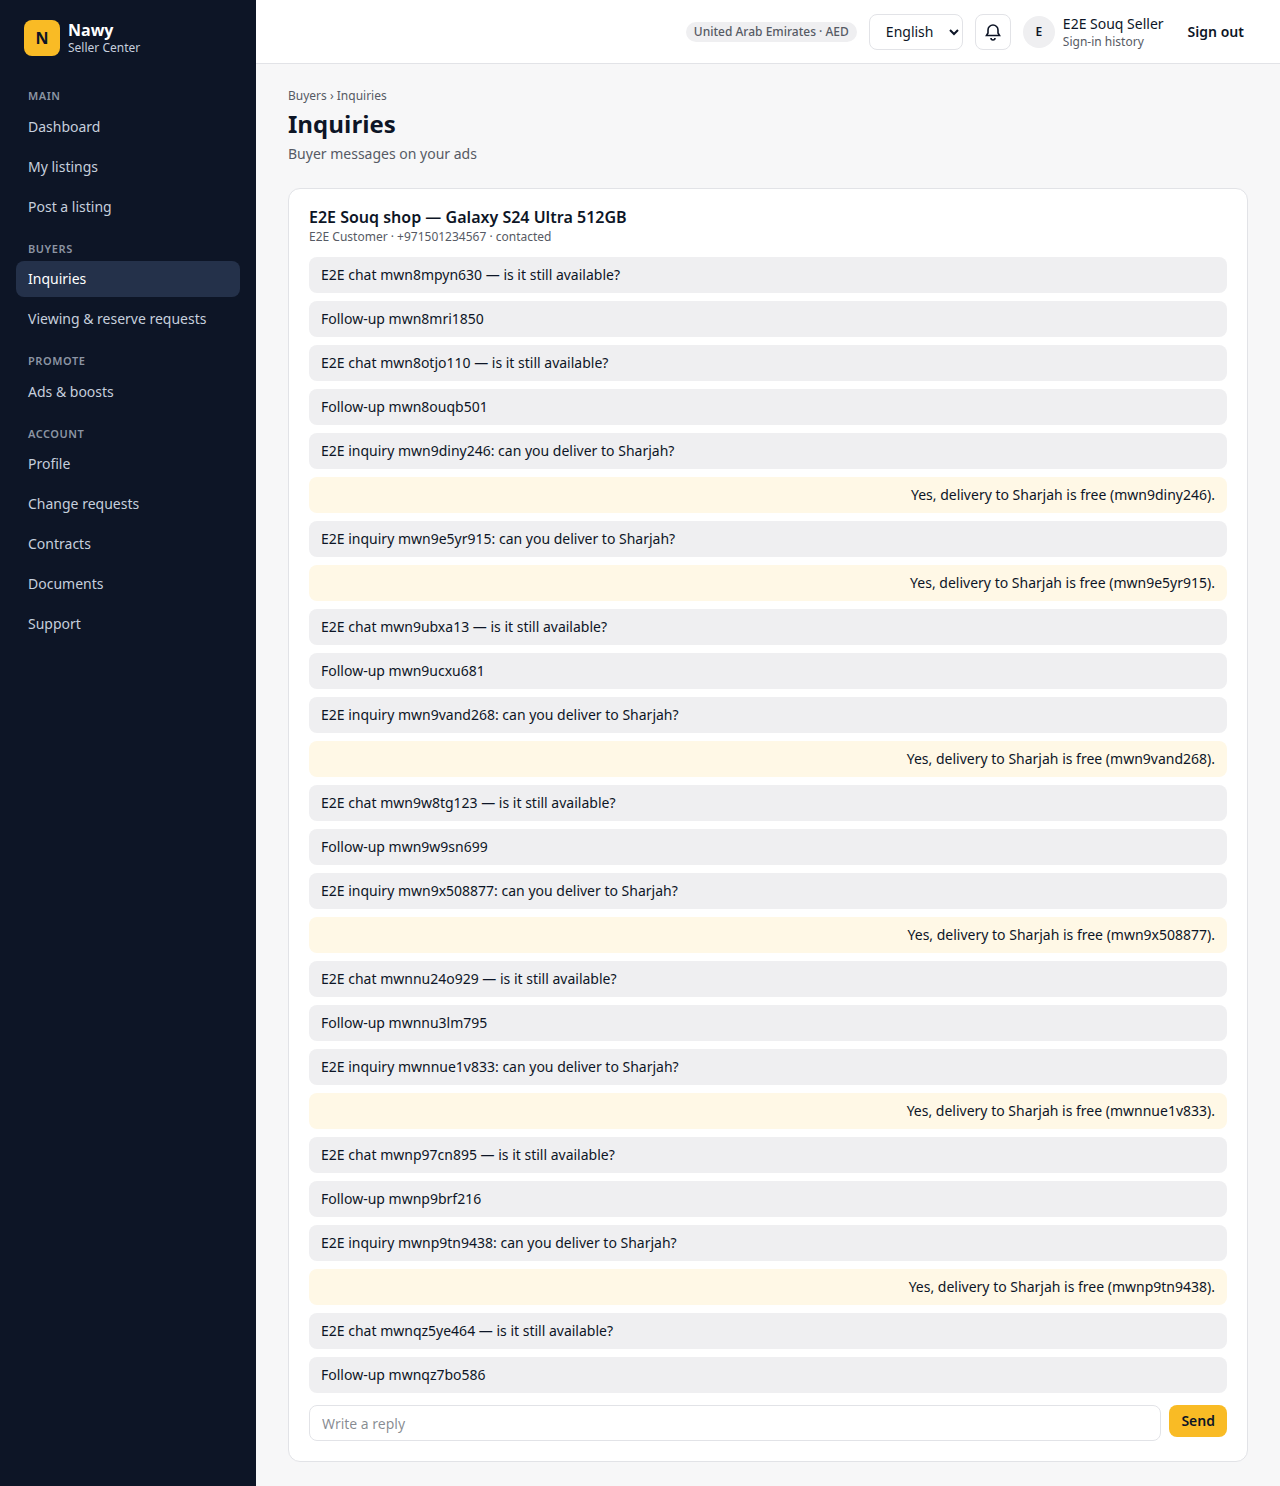 N
Nawy
Seller Center
MAIN
Dashboard
My listings
Post a listing
BUYERS
Inquiries
Viewing & reserve requests
PROMOTE
Ads & boosts
ACCOUNT
Profile
Change requests
Contracts
Documents
Support
United Arab Emirates · AED
English
E
E2E Souq Seller
Sign-in history
Sign out
Buyers › Inquiries
Inquiries
Buyer messages on your ads
E2E Souq shop — Galaxy S24 Ultra 512GB
E2E Customer · +971501234567 · contacted
E2E chat mwn8mpyn630 — is it still available?
Follow-up mwn8mri1850
E2E chat mwn8otjo110 — is it still available?
Follow-up mwn8ouqb501
E2E inquiry mwn9diny246: can you deliver to Sharjah?
Yes, delivery to Sharjah is free (mwn9diny246).
E2E inquiry mwn9e5yr915: can you deliver to Sharjah?
Yes, delivery to Sharjah is free (mwn9e5yr915).
E2E chat mwn9ubxa13 — is it still available?
Follow-up mwn9ucxu681
E2E inquiry mwn9vand268: can you deliver to Sharjah?
Yes, delivery to Sharjah is free (mwn9vand268).
E2E chat mwn9w8tg123 — is it still available?
Follow-up mwn9w9sn699
E2E inquiry mwn9x508877: can you deliver to Sharjah?
Yes, delivery to Sharjah is free (mwn9x508877).
E2E chat mwnnu24o929 — is it still available?
Follow-up mwnnu3lm795
E2E inquiry mwnnue1v833: can you deliver to Sharjah?
Yes, delivery to Sharjah is free (mwnnue1v833).
E2E chat mwnp97cn895 — is it still available?
Follow-up mwnp9brf216
E2E inquiry mwnp9tn9438: can you deliver to Sharjah?
Yes, delivery to Sharjah is free (mwnp9tn9438).
E2E chat mwnqz5ye464 — is it still available?
Follow-up mwnqz7bo586
Write a reply
Send